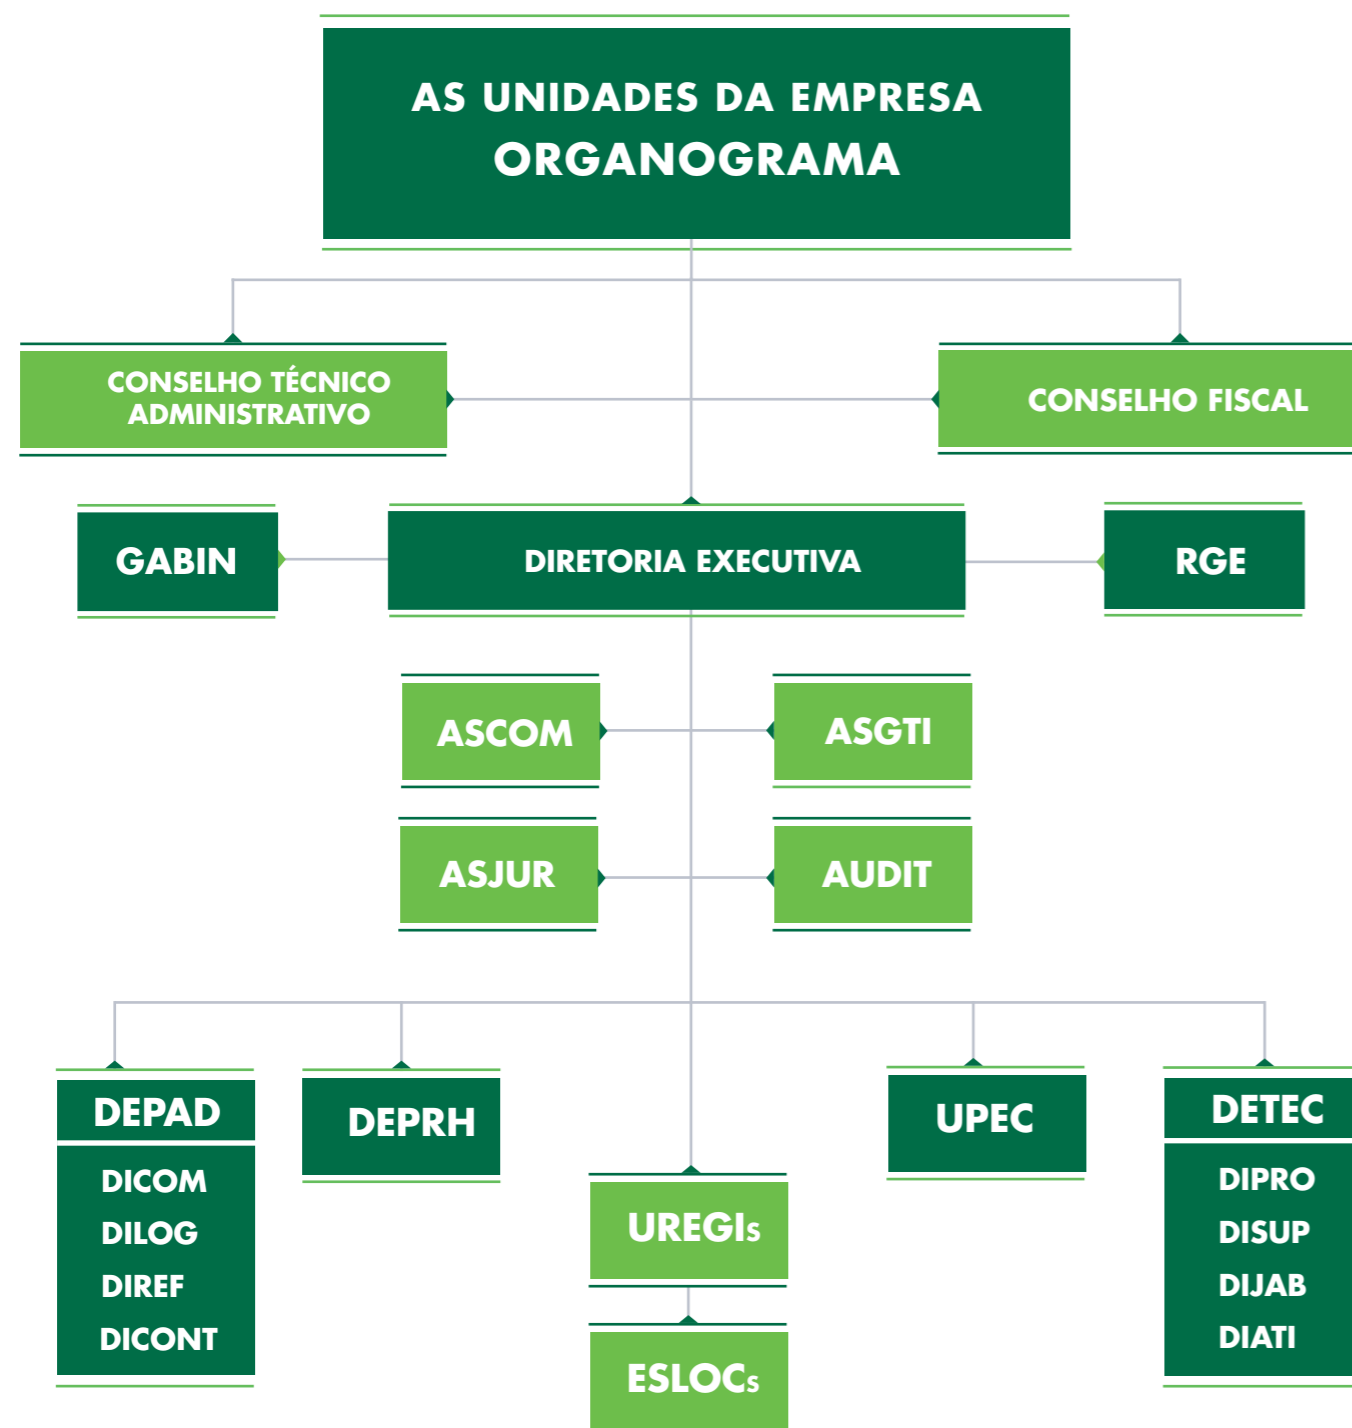 AS UNIDADES DA EMPRESA
ORGANOGRAMA
CONSELHO TÉCNICO
ADMINISTRATIVO
CONSELHO FISCAL
GABIN
DIRETORIA EXECUTIVA
RGE
ASCOM
ASGTI
ASJUR
AUDIT
DEPAD
DICOM
DILOG
DIREF
DICONT
DEPRH
UREGIs
ESLOCs
UPEC
DETEC
DIPRO
DISUP
DIJAB
DIATI